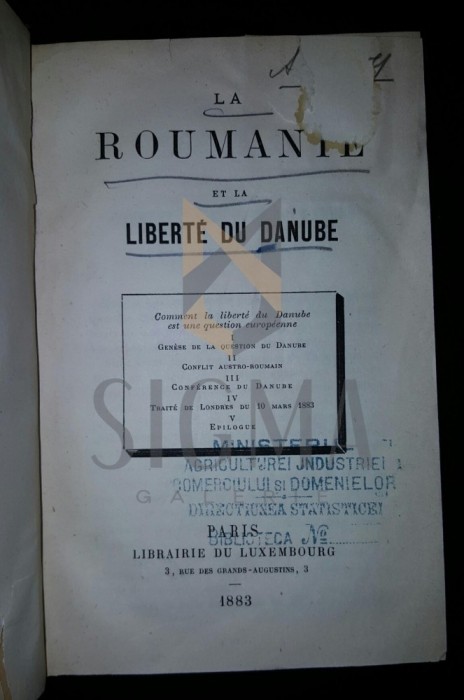 LA
ROUMANIE
ET LA
LIBERTÉ DU DANUBE
Comment la liberté du Danube
est une question européenne
I
GENÈSE DE LA QUESTION DU DANUBE
II
CONFLIT AUSTRO-ROUMAIN
III
CONFÉRENCE DU DANUBE
IV
TRAITÉ DE LONDRES DU 10 MARS 1883
V
EPILOGUE
SIGMA
GALERIE
MINISTERUL
AGRICULTUREI JNDUSTRIEI
COMERCIULUI SI DOMENIELOR
DIRECTIUNEA STATISTICEI
BIBLIOTECA No
PARIS
LIBRAIRIE DU LUXEMBOURG
3, RUE DES GRANDS-AUGUSTINS, 3
1883